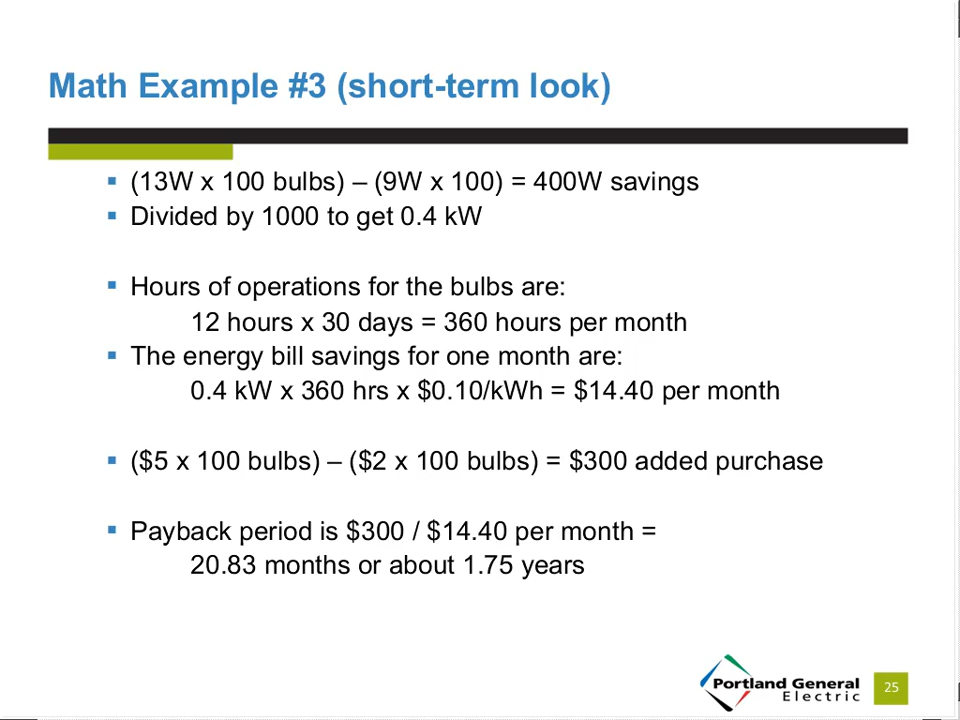 Math Example #3 (short-term look)
▪ (13W x 100 bulbs) – (9W x 100) = 400W savings
▪ Divided by 1000 to get 0.4 kW
▪ Hours of operations for the bulbs are:
12 hours x 30 days = 360 hours per month
▪ The energy bill savings for one month are:
0.4 kW x 360 hrs x $0.10/kWh = $14.40 per month
▪ ($5 x 100 bulbs) – ($2 x 100 bulbs) = $300 added purchase
▪ Payback period is $300 / $14.40 per month =
20.83 months or about 1.75 years
Portland General
Electric
25